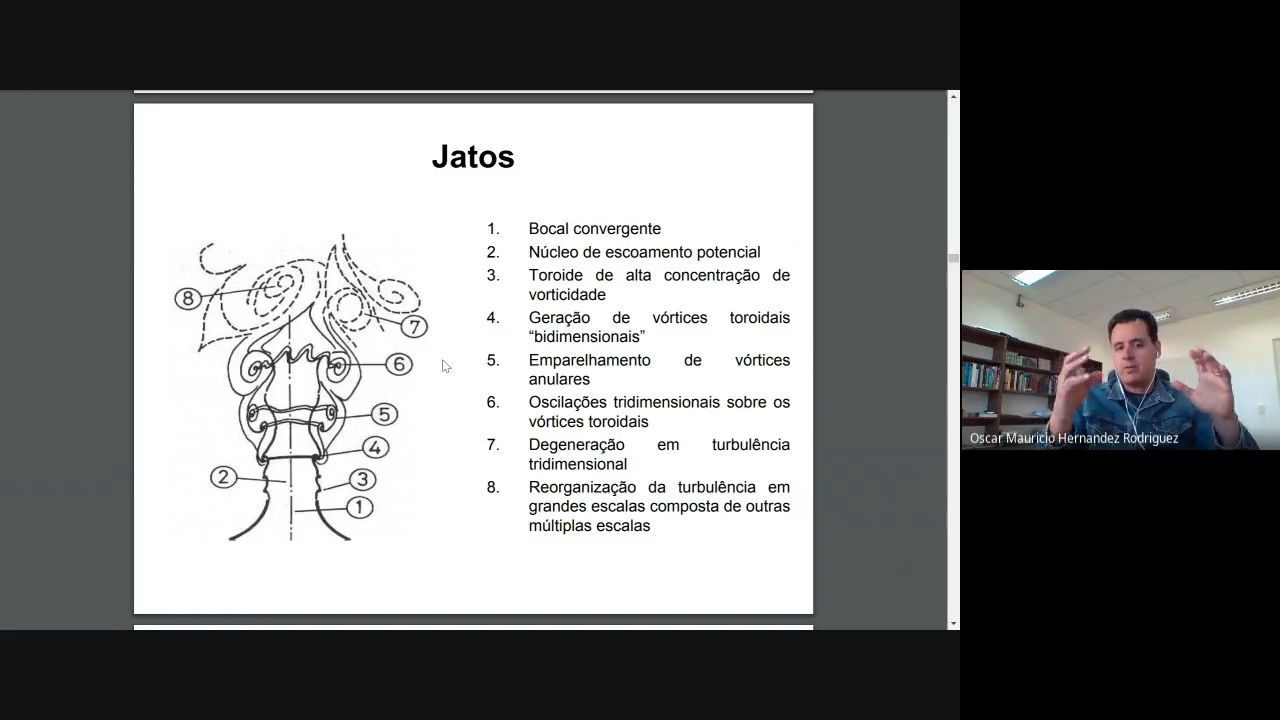 Jatos
1. Bocal convergente
2. Núcleo de escoamento potencial
3. Toroide de alta concentração de
vorticidade
4. Geração de vórtices toroidais
“bidimensionais”
5. Emparelhamento de vórtices
anulares
6. Oscilações tridimensionais sobre os
vórtices toroidais
7. Degeneração em turbulência
tridimensional
8. Reorganização da turbulência em
grandes escalas composta de outras
múltiplas escalas
8
7
6
5
4
2
3
1
Oscar Mauricio Hernandez Rodriguez